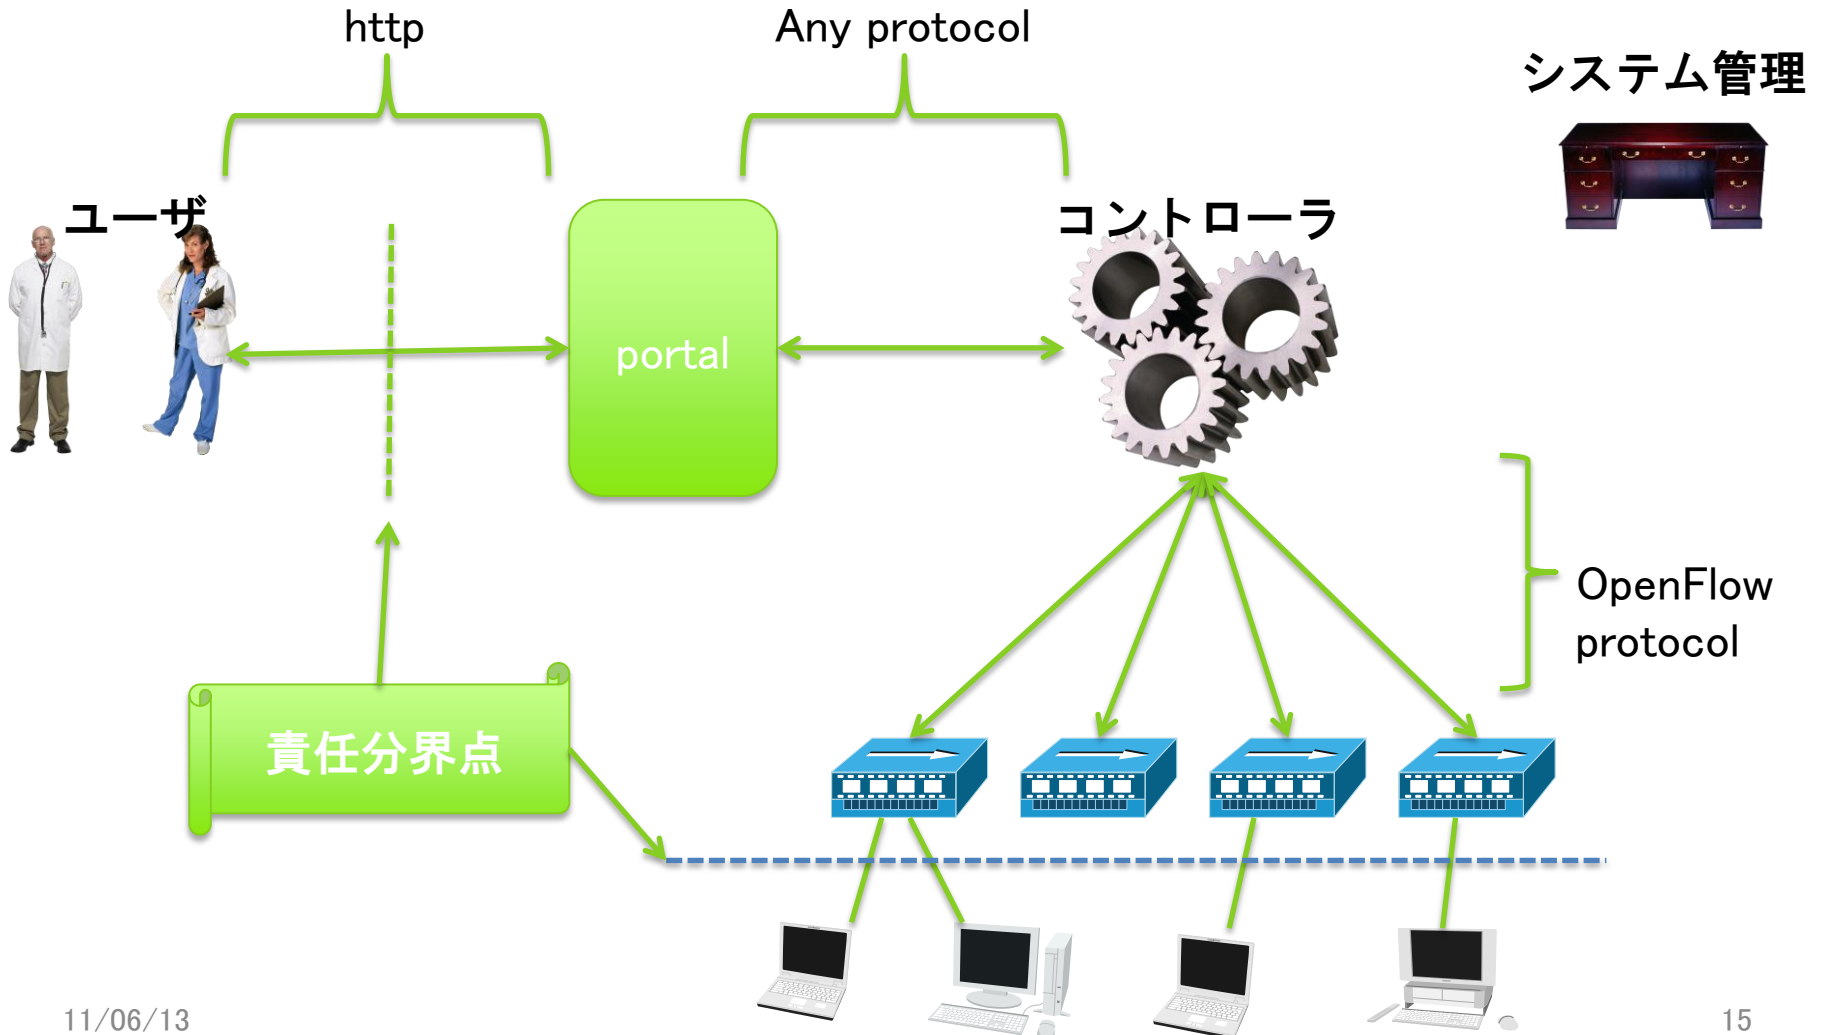 http
Any protocol
システム管理
ユーザ
コントローラ
portal
OpenFlow
protocol
責任分界点
11/06/13
15